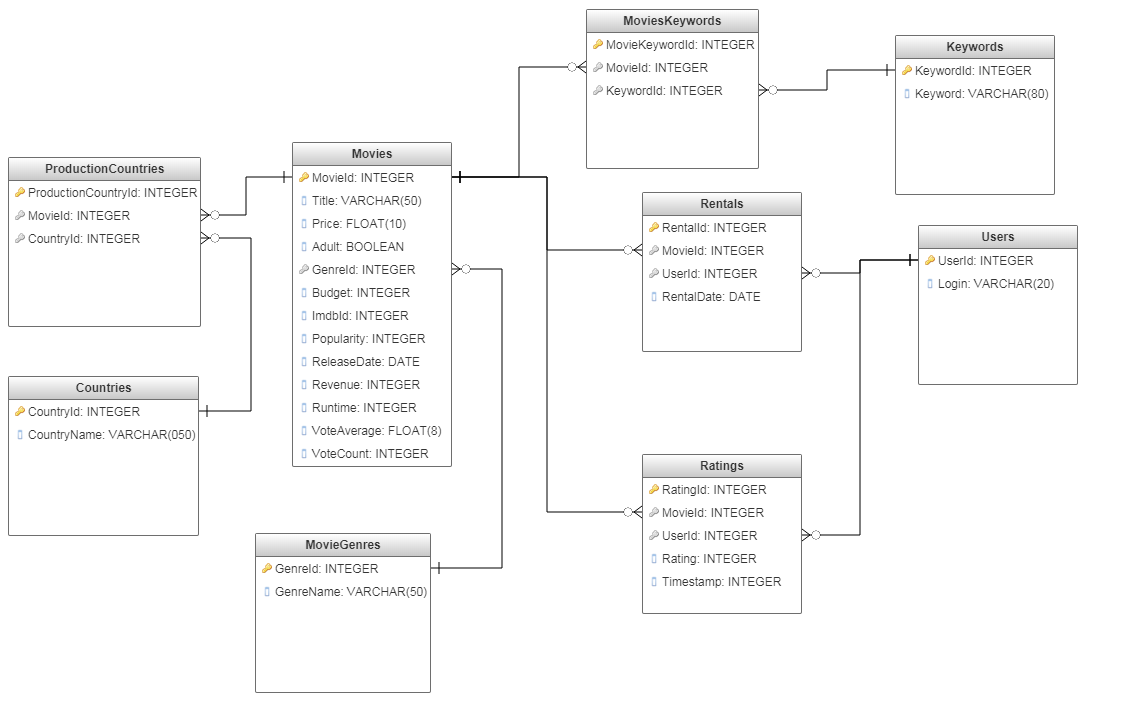 MoviesKeywords
MovieKeywordId: INTEGER
MovieId: INTEGER
KeywordId: INTEGER
Keywords
KeywordId: INTEGER
Keyword: VARCHAR(80)
ProductionCountries
ProductionCountryId: INTEGER
MovieId: INTEGER
CountryId: INTEGER
Movies
MovieId: INTEGER
Title: VARCHAR(50)
Price: FLOAT(10)
Adult: BOOLEAN
GenreId: INTEGER
Budget: INTEGER
ImdbId: INTEGER
Popularity: INTEGER
ReleaseDate: DATE
Revenue: INTEGER
Runtime: INTEGER
VoteAverage: FLOAT(8)
VoteCount: INTEGER
Rentals
RentalId: INTEGER
MovieId: INTEGER
UserId: INTEGER
RentalDate: DATE
Users
UserId: INTEGER
Login: VARCHAR(20)
Countries
CountryId: INTEGER
CountryName: VARCHAR(050)
Ratings
RatingId: INTEGER
MovieId: INTEGER
UserId: INTEGER
Rating: INTEGER
Timestamp: INTEGER
MovieGenres
GenreId: INTEGER
GenreName: VARCHAR(50)